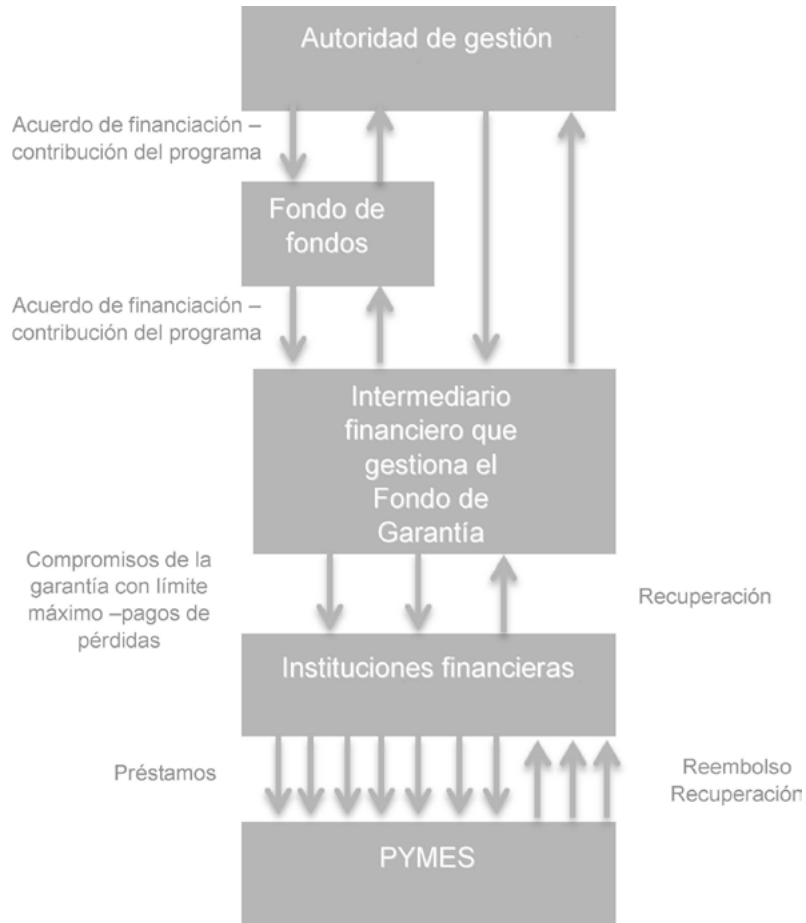 Autoridad de gestión
Acuerdo de financiación –
contribución del programa
Fondo de
fondos
Acuerdo de financiación –
contribución del programa
Intermediario
financiero que
gestiona el
Fondo de
Garantía
Compromisos de la
garantía con límite
máximo –pagos de
pérdidas
Recuperación
Instituciones financieras
Préstamos
Reembolso
Recuperación
PYMES